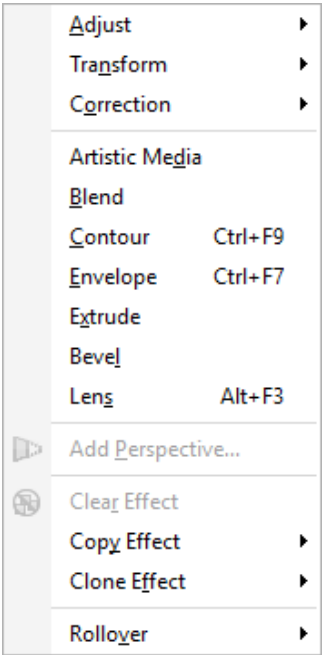 Adjust
Transform
Correction
Artistic Media
Blend
Contour Ctrl+F9
Envelope Ctrl+F7
Extrude
Bevel
Lens Alt+F3
Add Perspective...
Clear Effect
Copy Effect
Clone Effect
Rollover